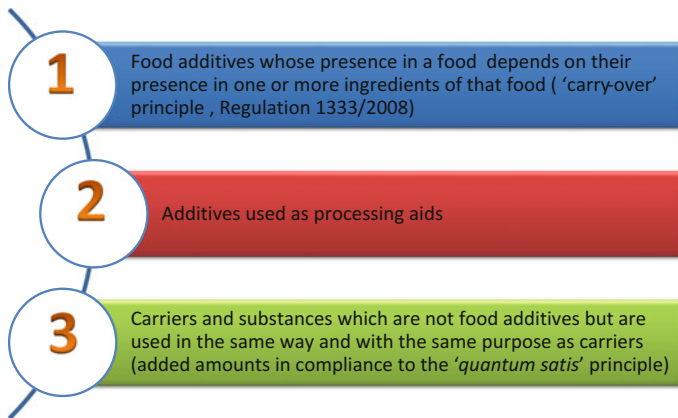 1
Food additives whose presence in a food depends on their
presence in one or more ingredients of that food ( ‘carry-over’
principle , Regulation 1333/2008)
2
Additives used as processing aids
3
Carriers and substances which are not food additives but are
used in the same way and with the same purpose as carriers
(added amounts in compliance to the ‘quantum satis’ principle)